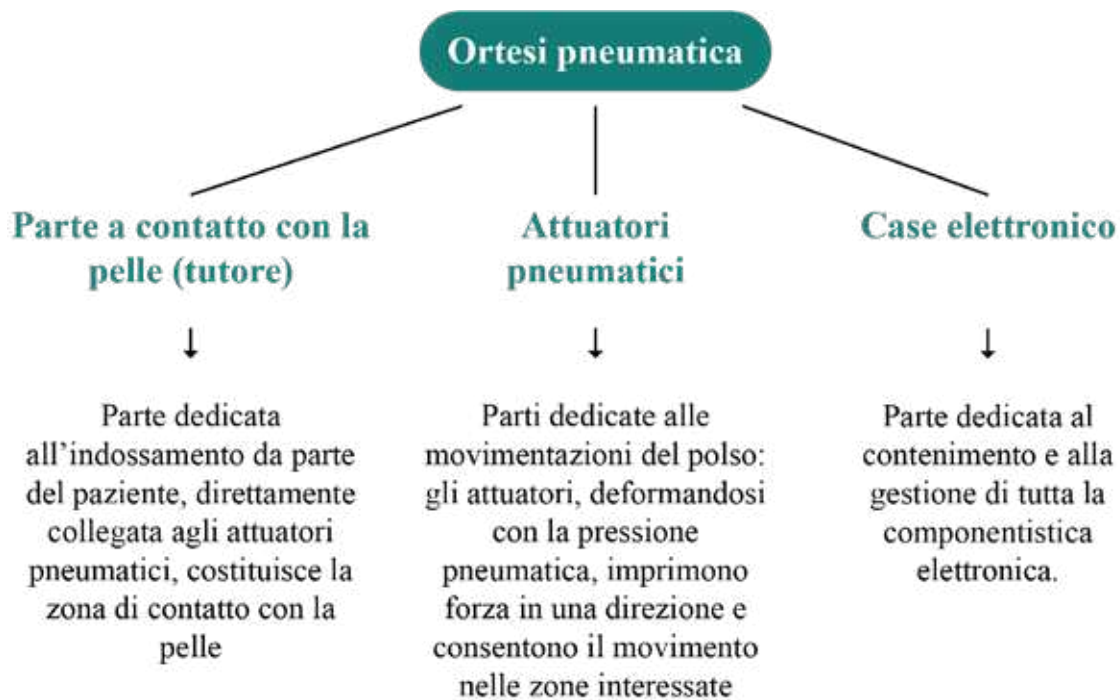 Ortesi pneumatica
Parte a contatto con la
pelle (tutore)
Parte dedicata
all'indossamento da parte
del paziente, direttamente
collegata agli attuatori
pneumatici, costituisce la
zona di contatto con la
pelle
Attuatori
pneumatici
Parti dedicate alle
movimentazioni del polso:
gli attuatori, deformandosi
con la pressione
pneumatica, imprimono
forza in una direzione e
consentono il movimento
nelle zone interessate
Case elettronico
Parte dedicata al
contenimento e alla
gestione di tutta la
componentistica
elettronica.